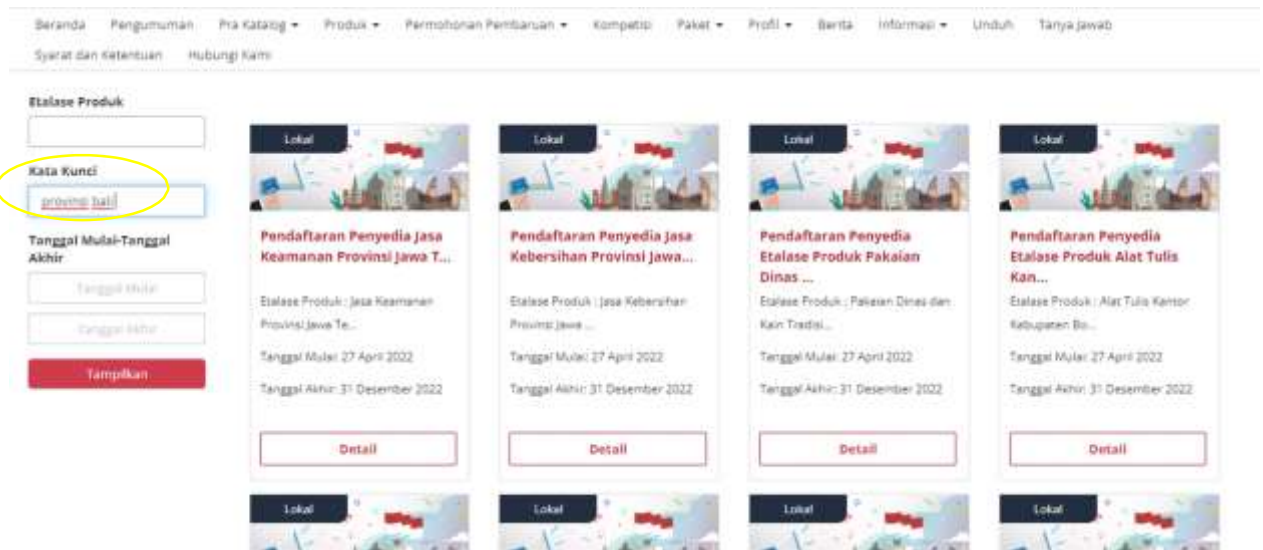 Beranda Pengumuman Pra Katalog Produk Permohonan Pembaruan Kompetisi Paket Profil Berita Informasi Unduh Tanya Jawab
Syarat dan Ketentuan Hubungi Kami
Etalase Produk
Kata Kunci
provinsi bali
Tanggal Mulai-Tanggal
Akhir
Tanggal Mulai
Tanggal Akhir
Tampilkan
Lokal
Pendaftaran Penyedia Jasa
Keamanan Provinsi Jawa T...
Etalase Produk : Jasa Keamanan
Provinsi Jawa Te...
Tanggal Mulai: 27 April 2022
Tanggal Akhir: 31 Desember 2022
Detail
Lokal
Pendaftaran Penyedia Jasa
Kebersihan Provinsi Jawa...
Etalase Produk : Jasa Kebersihan
Provinsi Jawa ...
Tanggal Mulai: 27 April 2022
Tanggal Akhir: 31 Desember 2022
Detail
Lokal
Pendaftaran Penyedia
Etalase Produk Pakaian
Dinas ...
Etalase Produk : Pakaian Dinas dan
Kain Tradisi...
Tanggal Mulai: 27 April 2022
Tanggal Akhir: 31 Desember 2022
Detail
Lokal
Pendaftaran Penyedia
Etalase Produk Alat Tulis
Kan...
Etalase Produk : Alat Tulis Kantor
Kabupaten Bo...
Tanggal Mulai: 27 April 2022
Tanggal Akhir: 31 Desember 2022
Detail
Lokal
Lokal
Lokal
Lokal